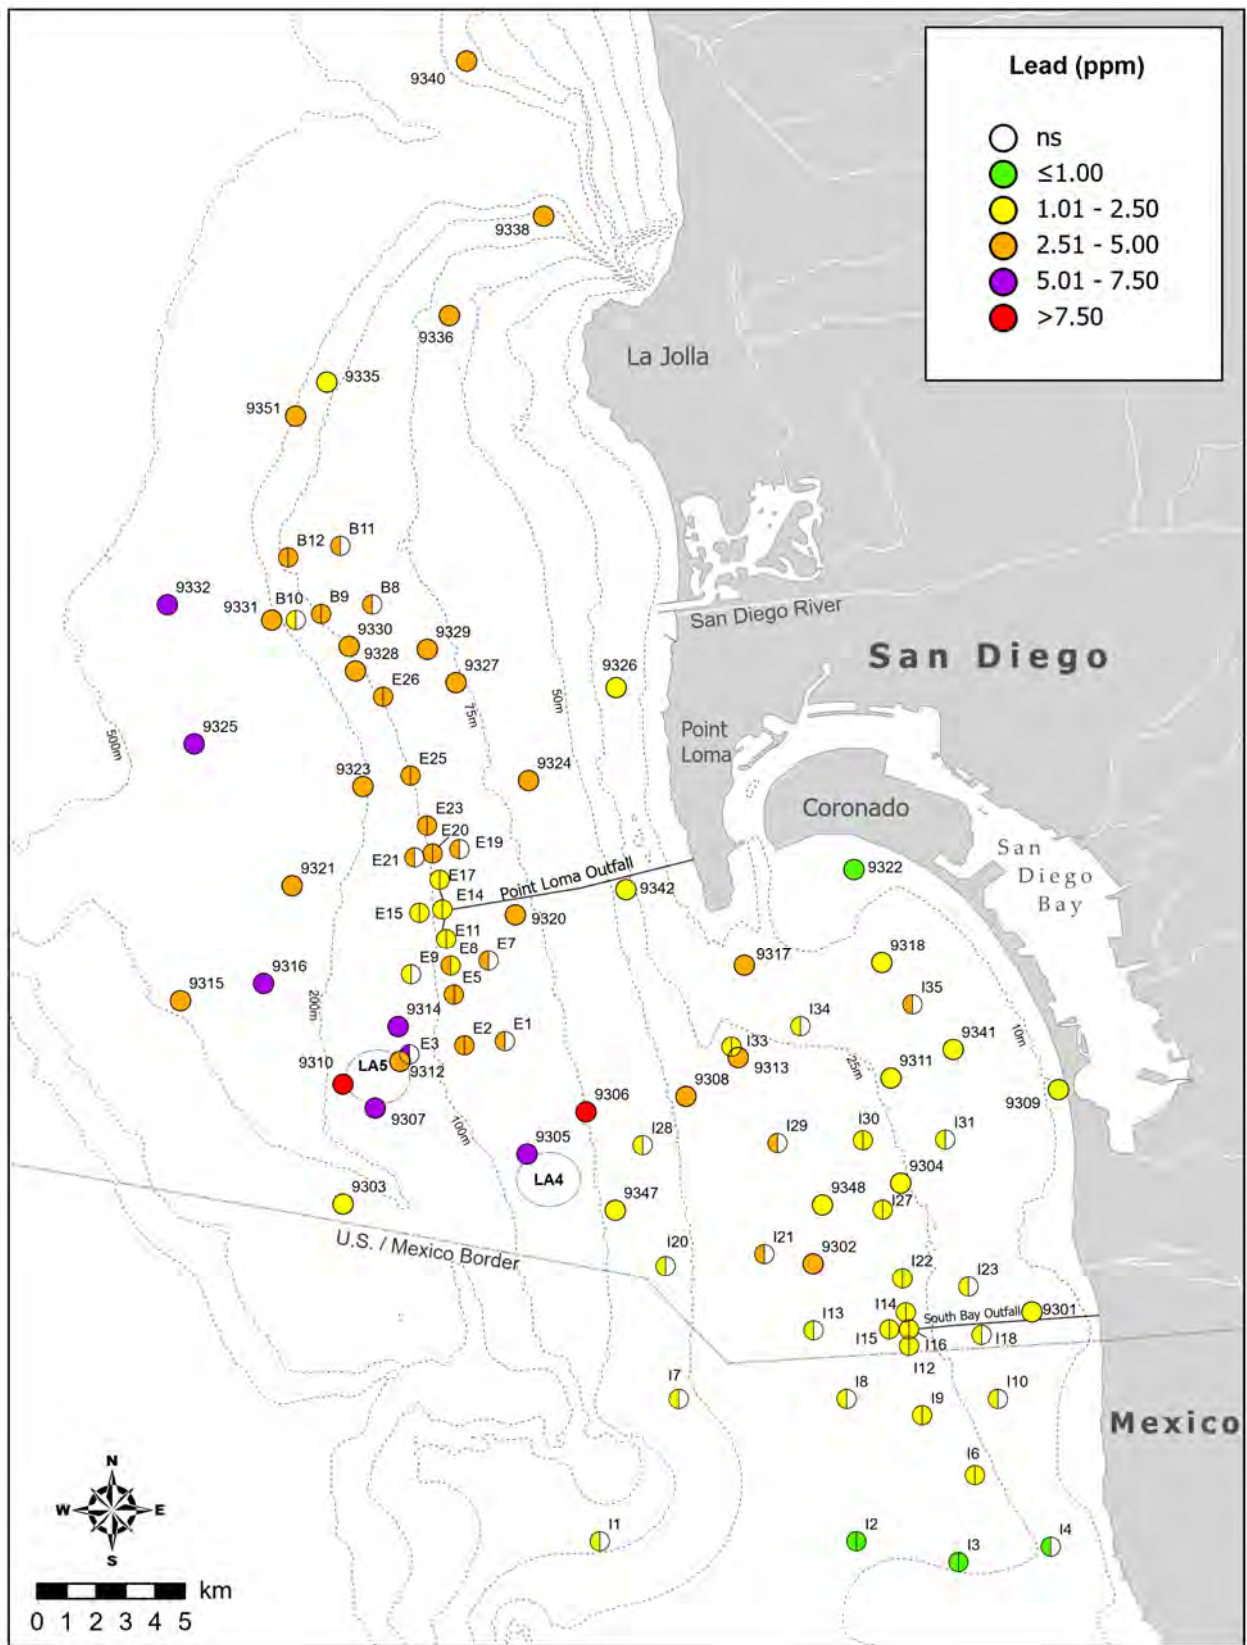 Lead (ppm)
ns
≤1.00
1.01 - 2.50
2.51 - 5.00
5.01 - 7.50
>7.50
9340
9338
9336
La Jolla
9335
9351
B11
B12
9332
B8
B10
B9
9331
San Diego River
9330
9329
San Diego
9328
9326
9327
E26
50m
75m
Point
Loma
9325
500m
E25
9324
9323
Coronado
E23
E20
E19
San
Diego
Bay
E21
9322
Point Loma Outfall
9321
E17
9342
E14
E15
9320
E11
E8
E7
9318
9317
E9
9316
9315
E5
I35
200m
9314
I34
E2
E1
10m
E3
I33
9341
LA5
9312
9313
9311
25m
9310
9308
9309
9306
9307
100m
I28
I29
I30
I31
9305
9304
LA4
9303
9347
9348
I27
U.S. / Mexico Border
I20
I21
9302
I22
I23
I14
South Bay Outfall
9301
I13
I15
I16
I18
I12
I7
I8
I10
I9
Mexico
I6
N
W
E
S
I1
I2
I3
I4
km
0 1 2 3 4 5